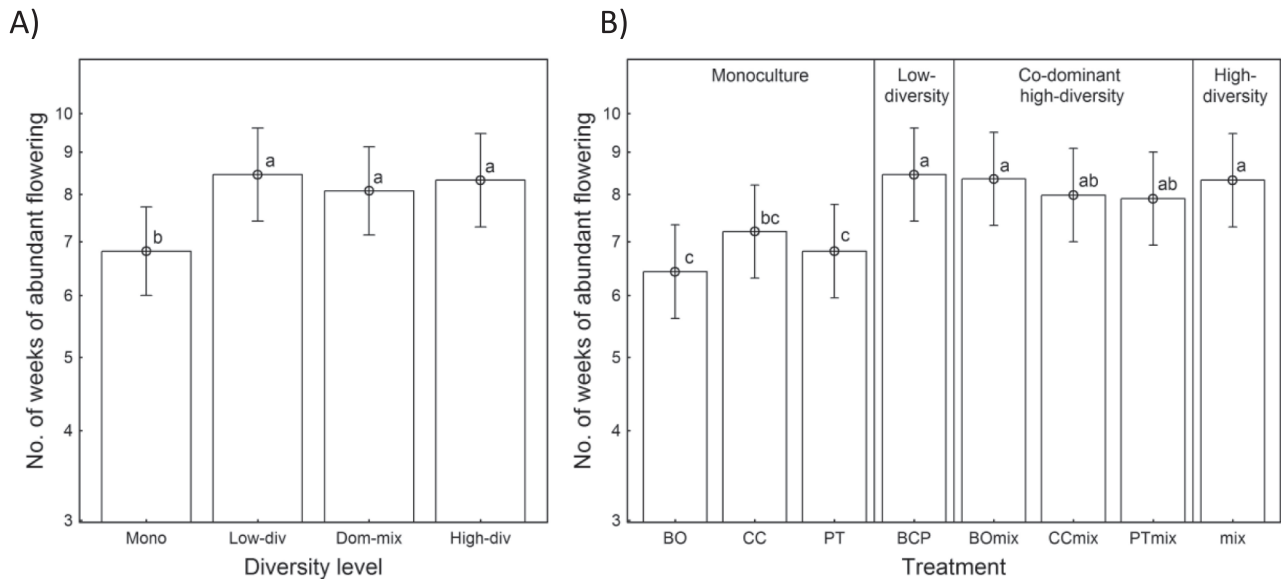 A)
No. of weeks of abundant flowering
10
9
8
7
6
5
4
3
b
a
a
a
Mono Low-div Dom-mix High-div
Diversity level
B)
No. of weeks of abundant flowering
Monoculture
Low-
diversity
Co-dominant
high-diversity
High-
diversity
10
9
8
7
6
5
4
3
c
bc
c
a
a
ab
ab
a
BO CC PT BCP BOmix CCmix PTmix mix
Treatment